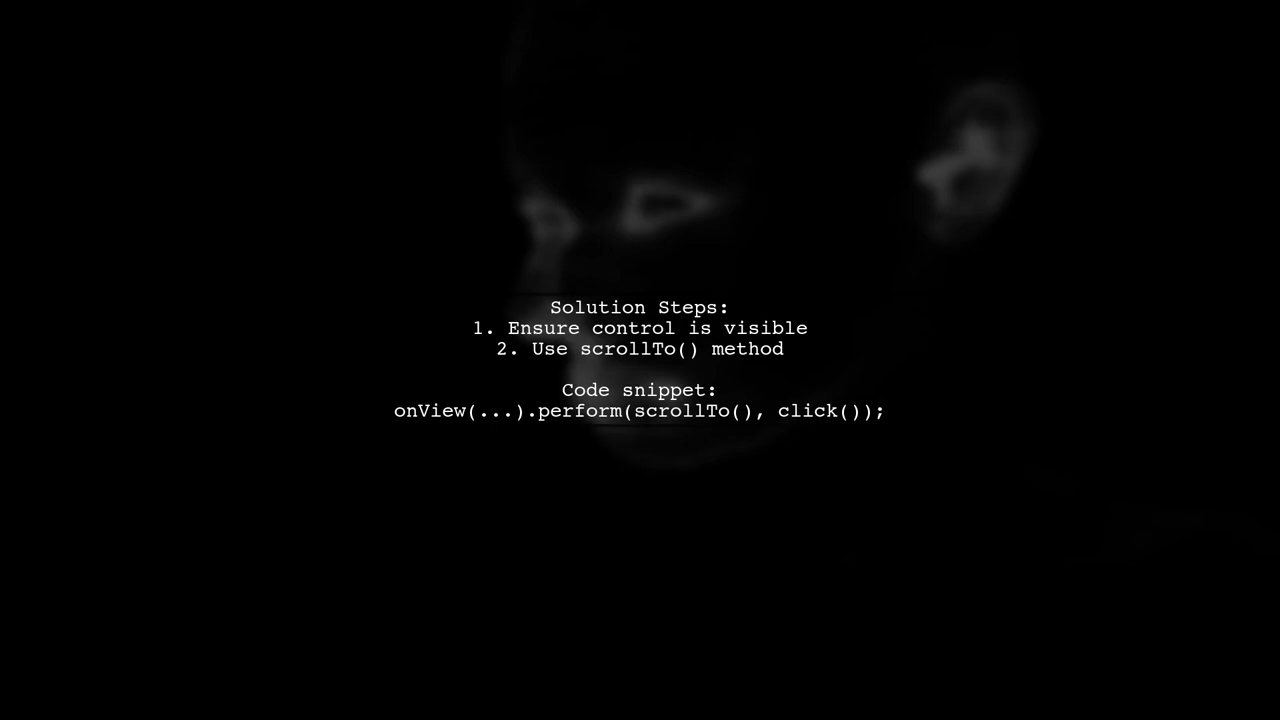 Solution Steps:
1. Ensure control is visible
2. Use scrollTo() method
Code snippet:
onView(...).perform(scrollTo(), click());